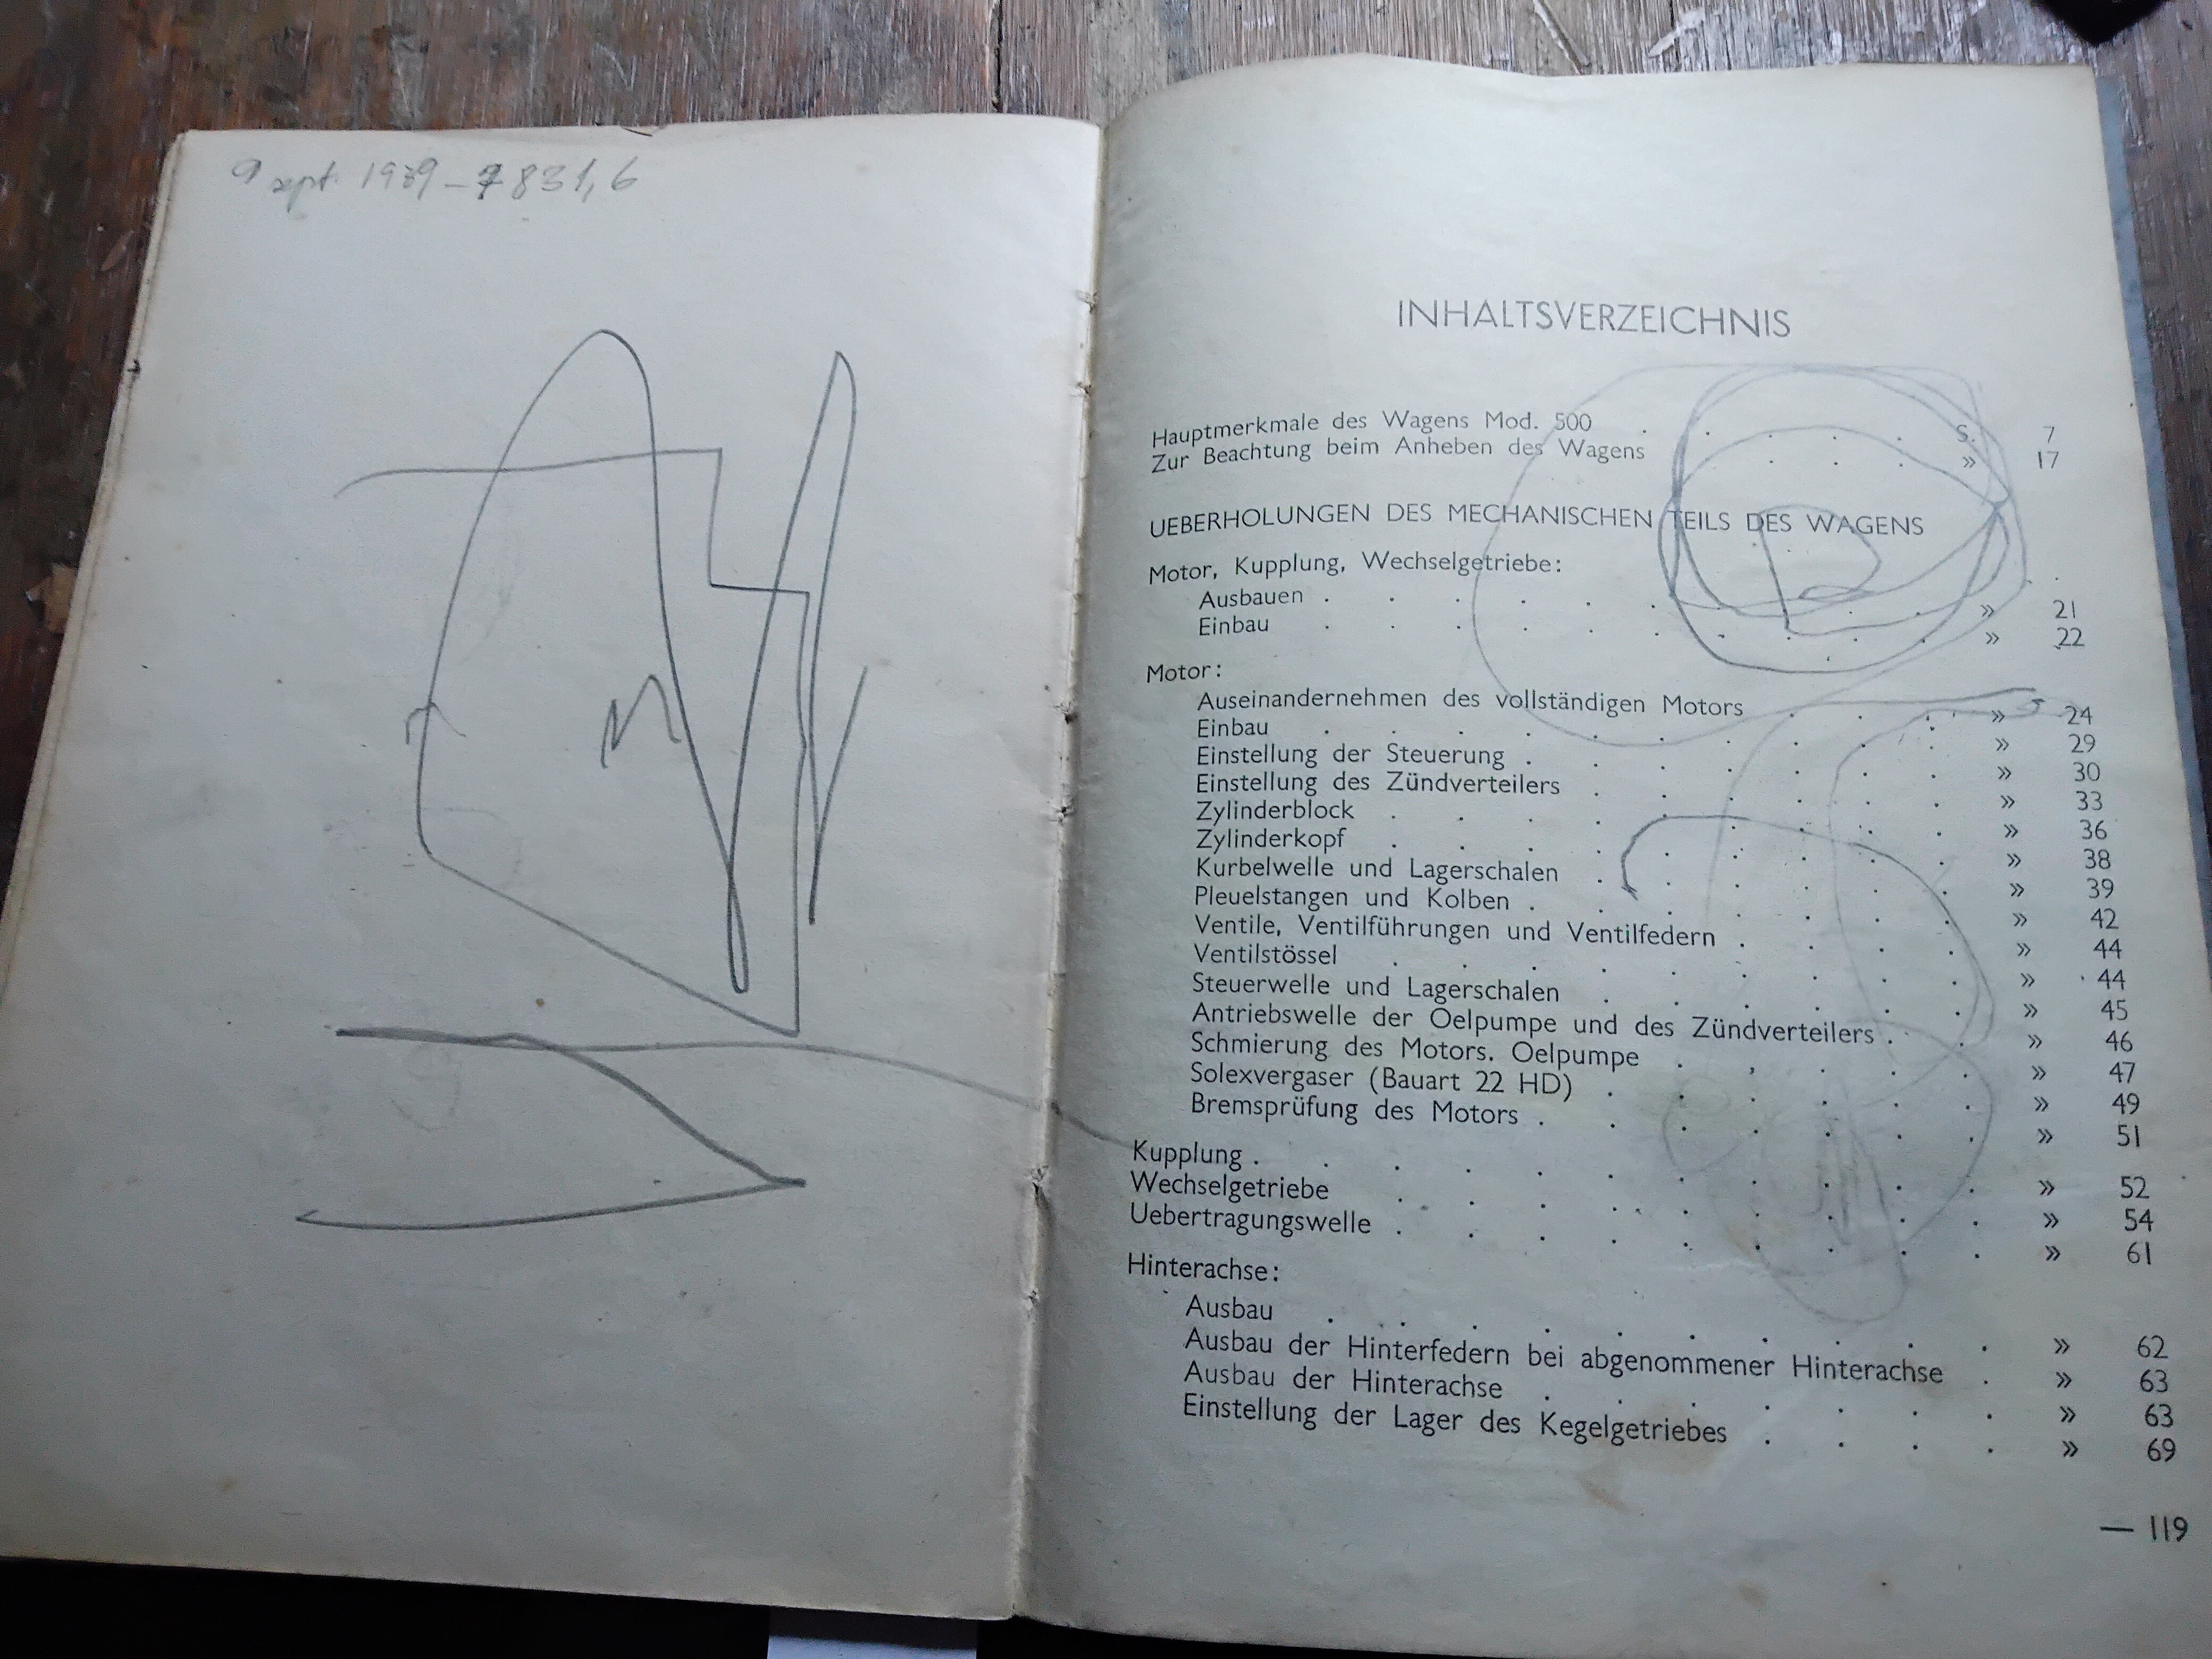 9 sept. 1939 - 7831,6
INHALTSVERZEICHNIS
Hauptmerkmale des Wagens Mod. 500 . . . . . S. 7
Zur Beachtung beim Anheben des Wagens . . . » 17
UEBERHOLUNGEN DES MECHANISCHEN TEILS DES WAGENS
Motor, Kupplung, Wechselgetriebe:
Ausbauen . . . . . . . . . . » 21
Einbau . . . . . . . . . . » 22
Motor:
Auseinandernehmen des vollständigen Motors . . . » 24
Einbau . . . . . . . . . . » 29
Einstellung der Steuerung . . . . . . . » 30
Einstellung des Zündverteilers . . . . . . » 33
Zylinderblock . . . . . . . . . » 36
Zylinderkopf . . . . . . . . . » 38
Kurbelwelle und Lagerschalen . . . . . . » 39
Pleuelstangen und Kolben . . . . . . . » 42
Ventile, Ventilführungen und Ventilfedern . . . . » 44
Ventilstössel . . . . . . . . . » 44
Steuerwelle und Lagerschalen . . . . . . » 45
Antriebswelle der Oelpumpe und des Zündverteilers . . » 46
Schmierung des Motors. Oelpumpe . . . . . » 47
Solexvergaser (Bauart 22 HD) . . . . . . » 49
Bremsprüfung des Motors . . . . . . . » 51
Kupplung . . . . . . . . . . . » 52
Wechselgetriebe . . . . . . . . . » 54
Uebertragungswelle . . . . . . . . . » 61
Hinterachse:
Ausbau . . . . . . . . . . » 62
Ausbau der Hinterfedern bei abgenommener Hinterachse . » 63
Ausbau der Hinterachse . . . . . . . » 63
Einstellung der Lager des Kegelgetriebes . . . . » 69
— 119